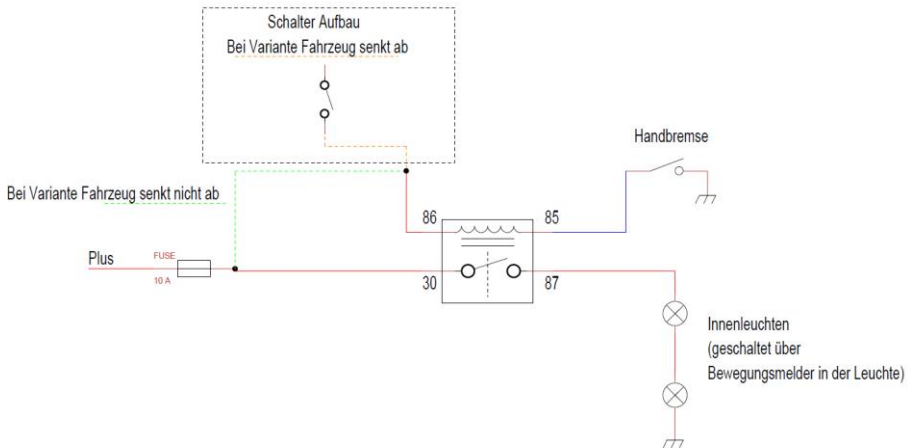 Schalter Aufbau
Bei Variante Fahrzeug senkt ab
Handbremse
Bei Variante Fahrzeug senkt nicht ab
86
85
Plus
FUSE
10 A
30
87
Innenleuchten
(geschaltet über
Bewegungsmelder in der Leuchte)